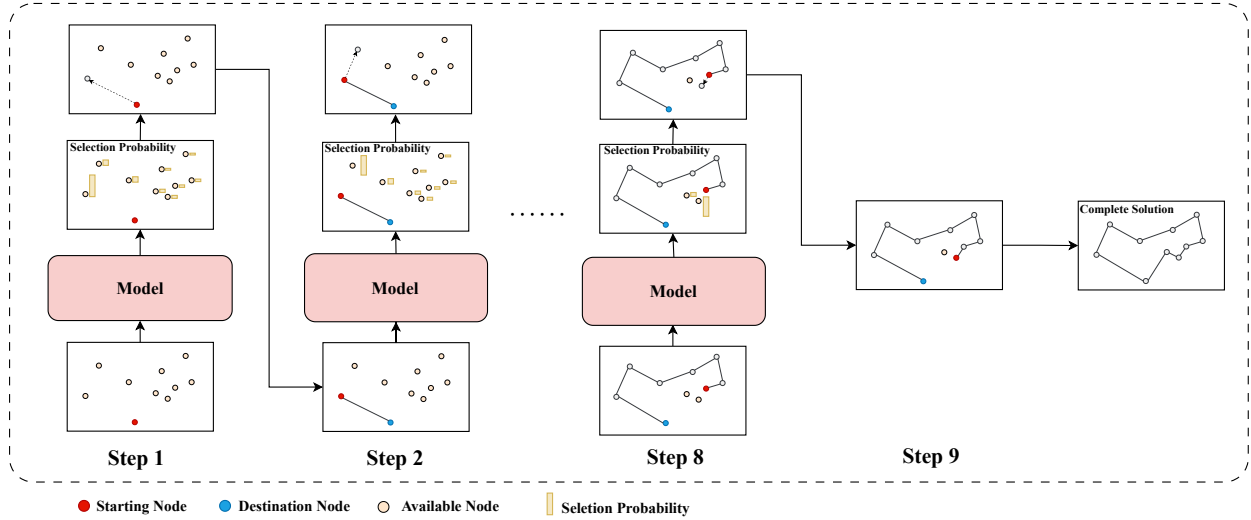 Selection Probability
Selection Probability
Selection Probability
Complete Solution
......
Model
Model
Model
Step 1
Step 2
Step 8
Step 9
Starting Node
Destination Node
Available Node
Seletion Probability